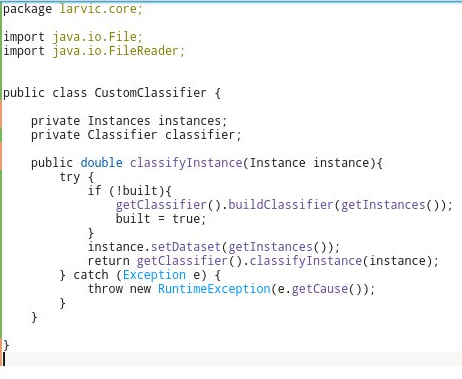 package larvic.core;
import java.io.File;
import java.io.FileReader;
public class CustomClassifier {
private Instances instances;
private Classifier classifier;
public double classifyInstance(Instance instance){
try {
if (!built){
getClassifier().buildClassifier(getInstances());
built = true;
}
instance.setDataset(getInstances());
return getClassifier().classifyInstance(instance);
} catch (Exception e) {
throw new RuntimeException(e.getCause());
}
}
}